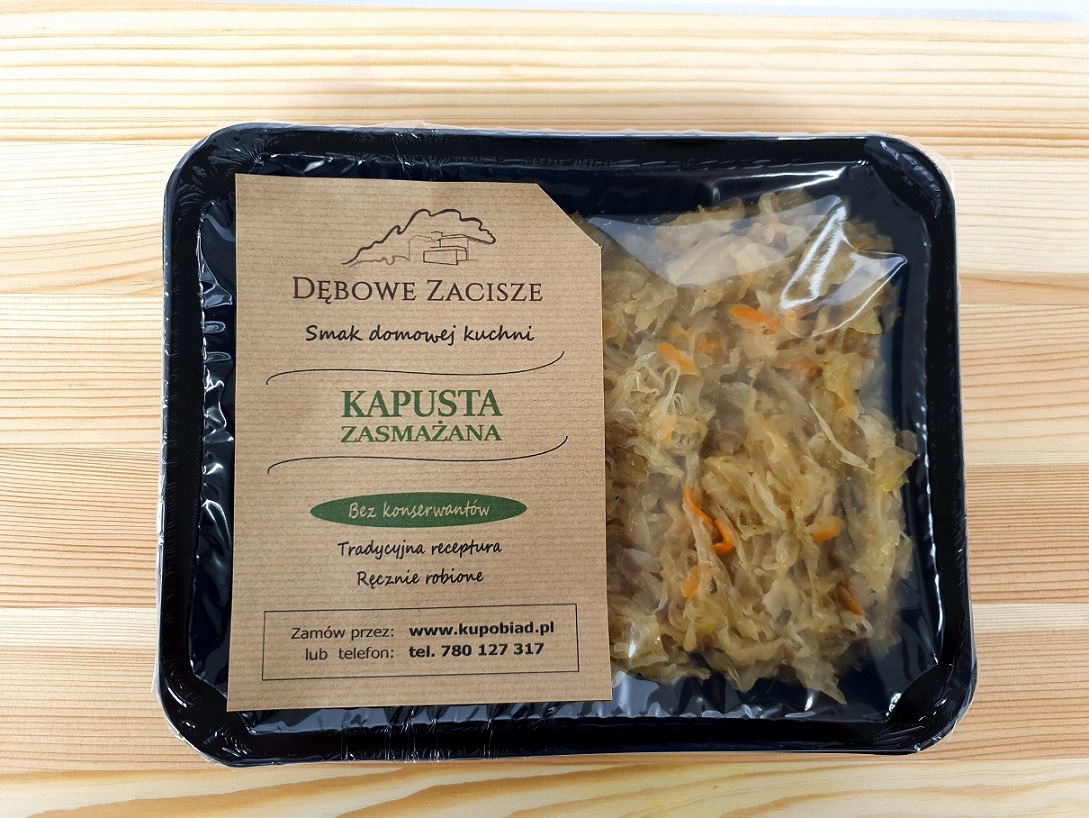 DĘBOWE ZACISZE
Smak domowej kuchni
KAPUSTA
ZASMAŻANA
Bez konserwantów
Tradycyjna receptura
Ręcznie robione
Zamów przez: www.kupobiad.pl
lub telefon: tel. 780 127 317